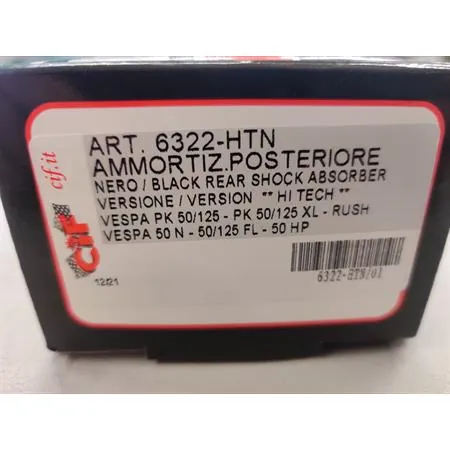 ART. 6322-HTN
AMMORTIZ.POSTERIORE
NERO / BLACK REAR SHOCK ABSORBER
VERSIONE / VERSION ** HI TECH **
VESPA PK 50/125 - PK 50/125 XL - RUSH
VESPA 50 N - 50/125 FL - 50 HP
cif.it
cif
12/21
6322-HTN/01